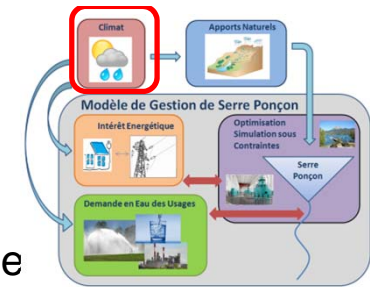 Climat
Apports Naturels
Modèle de Gestion de Serre Ponçon
Intérêt Energétique
Optimisation
Simulation sous
Contraintes
Serre
Ponçon
Demande en Eau des Usages
e